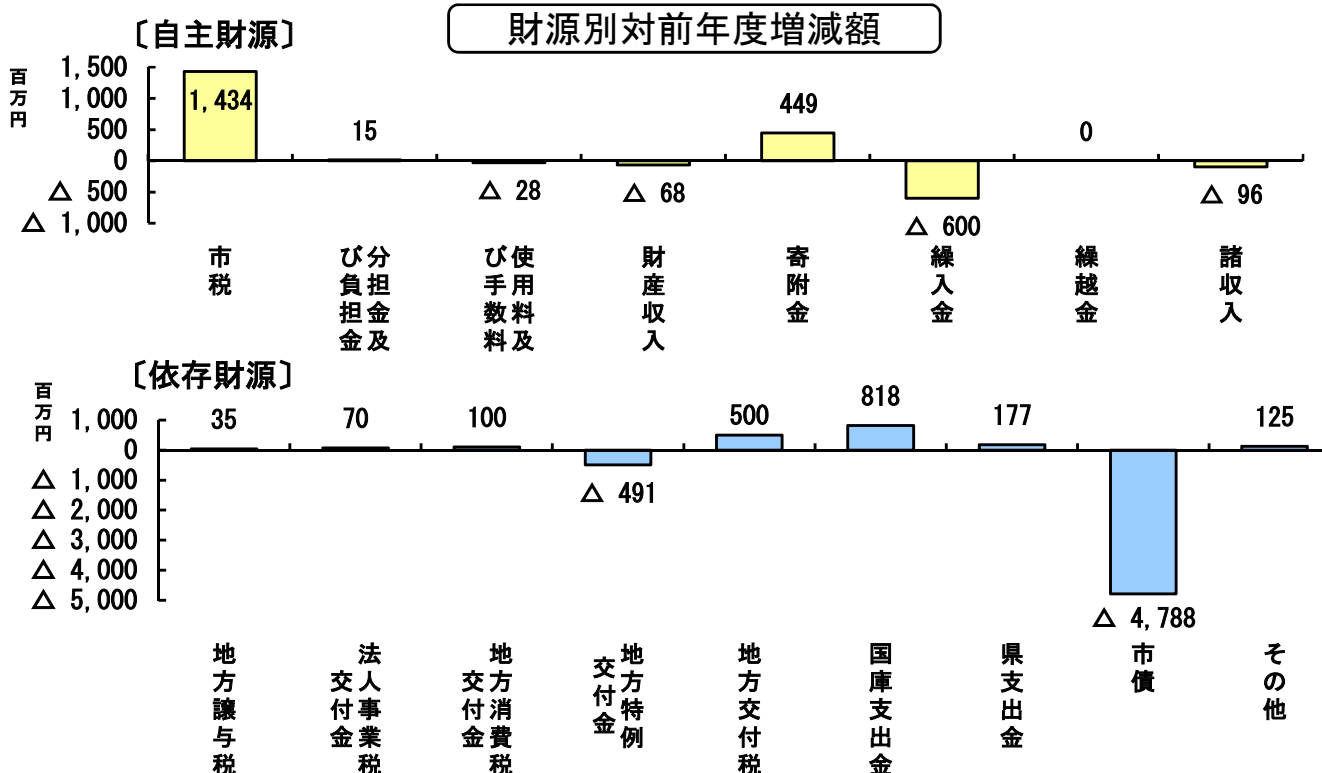 財源別対前年度増減額
〔自主財源〕
百万円
1,500
1,000
500
0
△ 500
△ 1,000
1,434
15
△ 28
△ 68
449
△ 600
0
△ 96
市税
分担金及
び負担金
使用料及
び手数料
財産収入
寄附金
繰入金
繰越金
諸収入
〔依存財源〕
百万円
1,000
0
△ 1,000
△ 2,000
△ 3,000
△ 4,000
△ 5,000
35
70
100
△ 491
500
818
177
△ 4,788
125
地方譲与税
法人事業税
交付金
地方消費税
交付金
地方特例
交付金
地方交付税
国庫支出金
県支出金
市債
その他